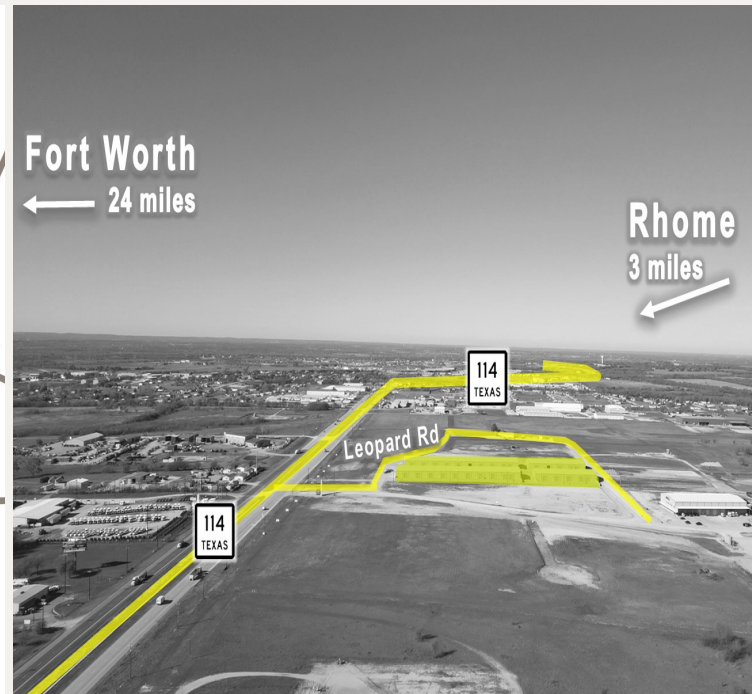 Fort Worth
24 miles
Rhome
3 miles
114
TEXAS
Leopard Rd
114
TEXAS